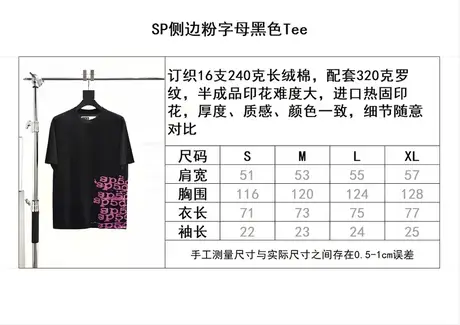 SP侧边粉字母黑色Tee
订织16支240克长绒棉，配套320克罗
纹，半成品印花难度大，进口热固印
花，厚度、质感、颜色一致，细节随意
对比
尺码 S M L XL
肩宽 51 53 55 57
胸围 116 120 124 128
衣长 71 73 75 77
袖长 22 23 24 25
手工测量尺寸与实际尺寸之间存在0.5-1cm误差